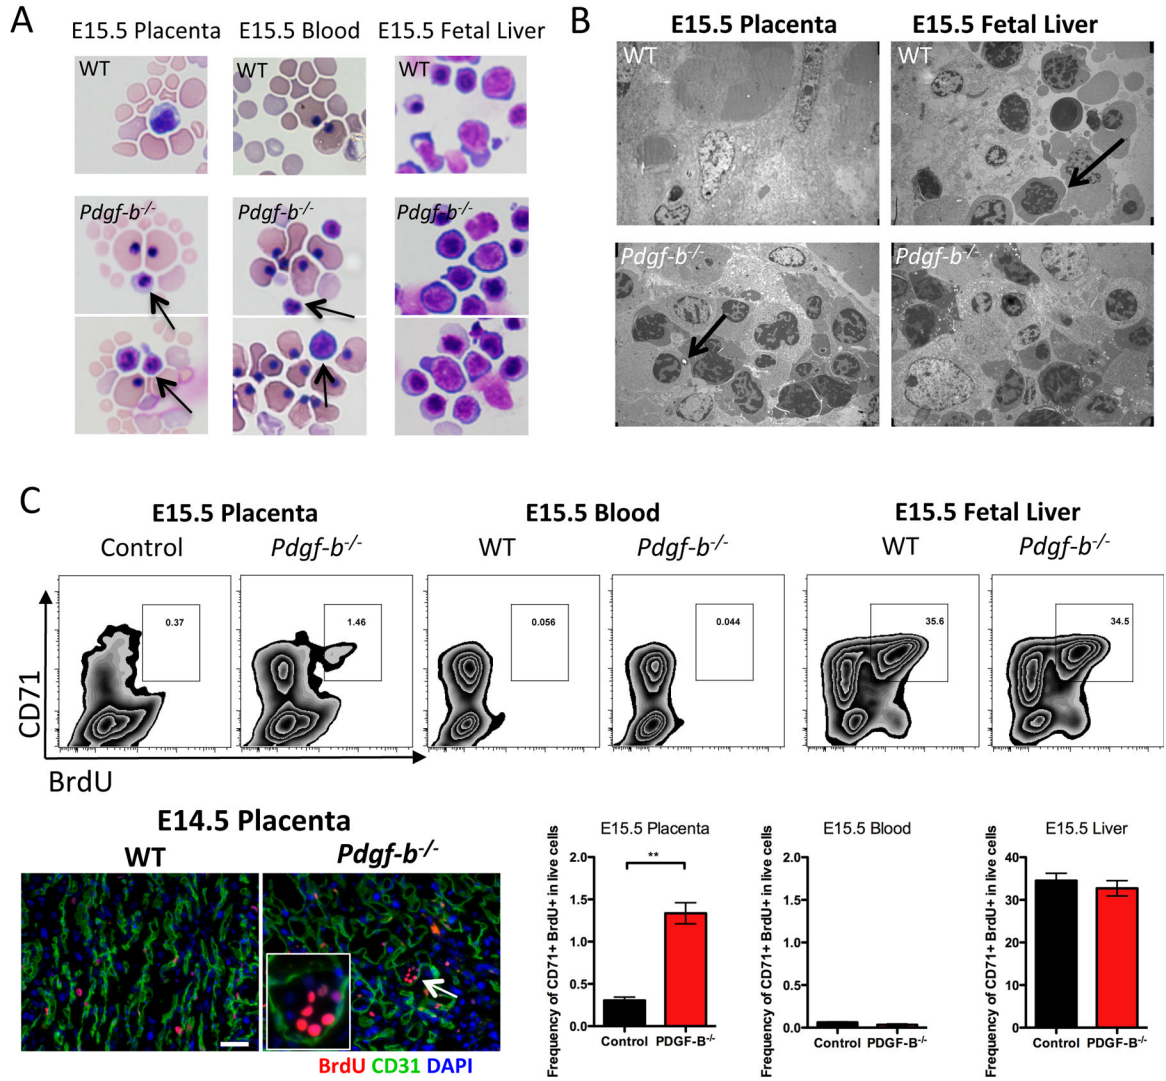 A
E15.5 Placenta E15.5 Blood E15.5 Fetal Liver
WT WT WT
Pdgf-b-/- Pdgf-b-/- Pdgf-b-/-
B
E15.5 Placenta E15.5 Fetal Liver
WT WT
Pdgf-b-/- Pdgf-b-/-
C
E15.5 Placenta E15.5 Blood E15.5 Fetal Liver
Control Pdgf-b-/- WT Pdgf-b-/- WT Pdgf-b-/-
0.37 1.46 0.056 0.044 35.6 34.5
CD71
BrdU
E14.5 Placenta
WT Pdgf-b-/-
BrdU CD31 DAPI
E15.5 Placenta
Frequency of CD71+ BrdU+ in live cells
2.0
1.5
1.0
0.5
0.0
**
Control PDGF-B-/-
E15.5 Blood
Frequency of CD71+ BrdU+ in live cells
2.0
1.5
1.0
0.5
0.0
Control PDGF-B-/-
E15.5 Liver
Frequency of CD71+ BrdU+ in live cells
40
30
20
10
0
Control PDGF-B-/-